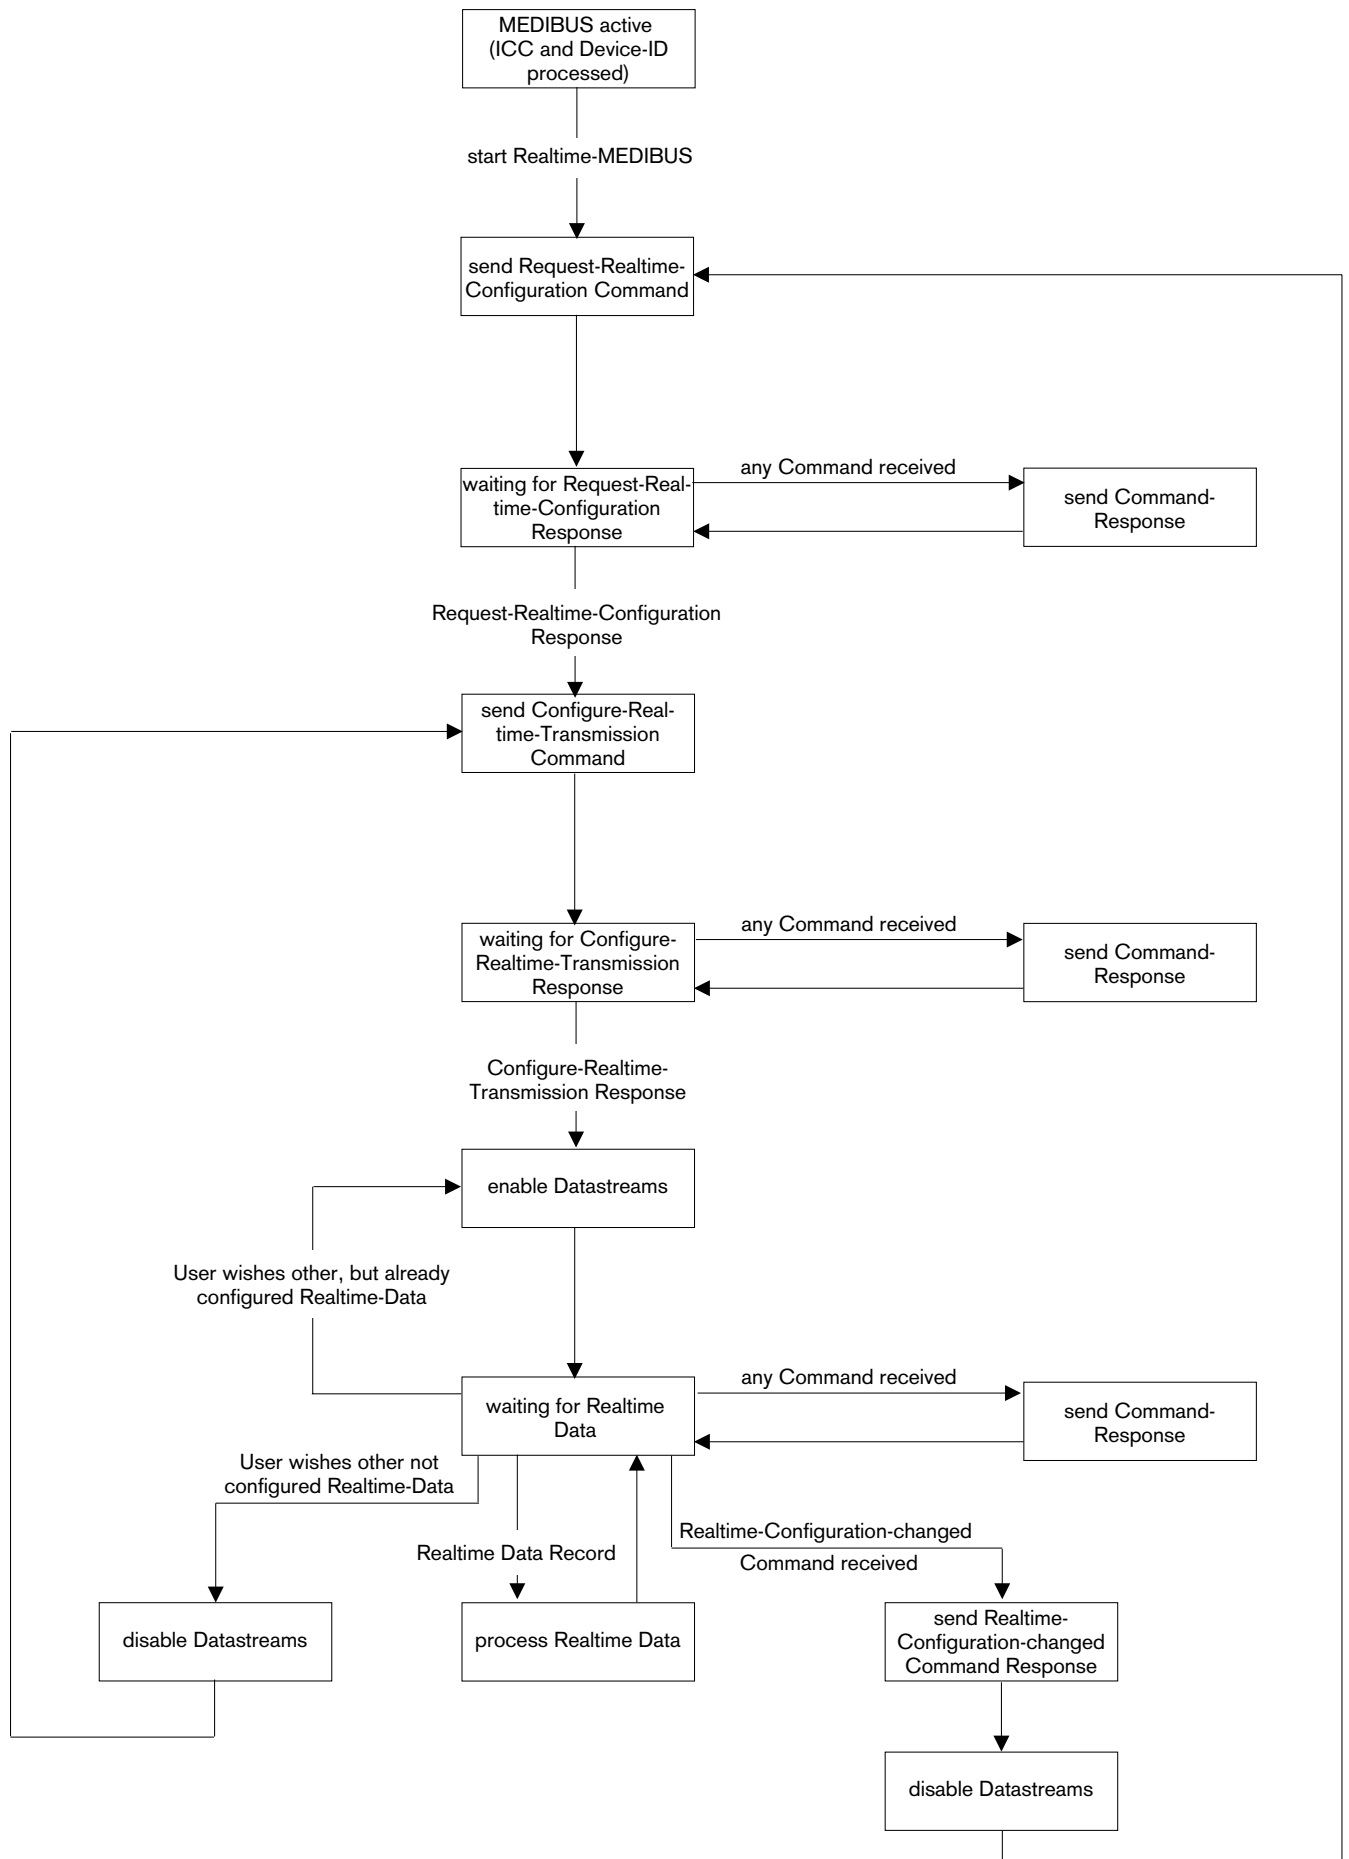 MEDIBUS active
(ICC and Device-ID
processed)
start Realtime-MEDIBUS
send Request-Realtime-
Configuration Command
waiting for Request-Real-
time-Configuration
Response
any Command received
send Command-
Response
Request-Realtime-Configuration
Response
send Configure-Real-
time-Transmission
Command
waiting for Configure-
Realtime-Transmission
Response
any Command received
send Command-
Response
Configure-Realtime-
Transmission Response
enable Datastreams
User wishes other, but already
configured Realtime-Data
waiting for Realtime
Data
any Command received
send Command-
Response
User wishes other not
configured Realtime-Data
Realtime Data Record
Realtime-Configuration-changed
Command received
disable Datastreams
process Realtime Data
send Realtime-
Configuration-changed
Command Response
disable Datastreams